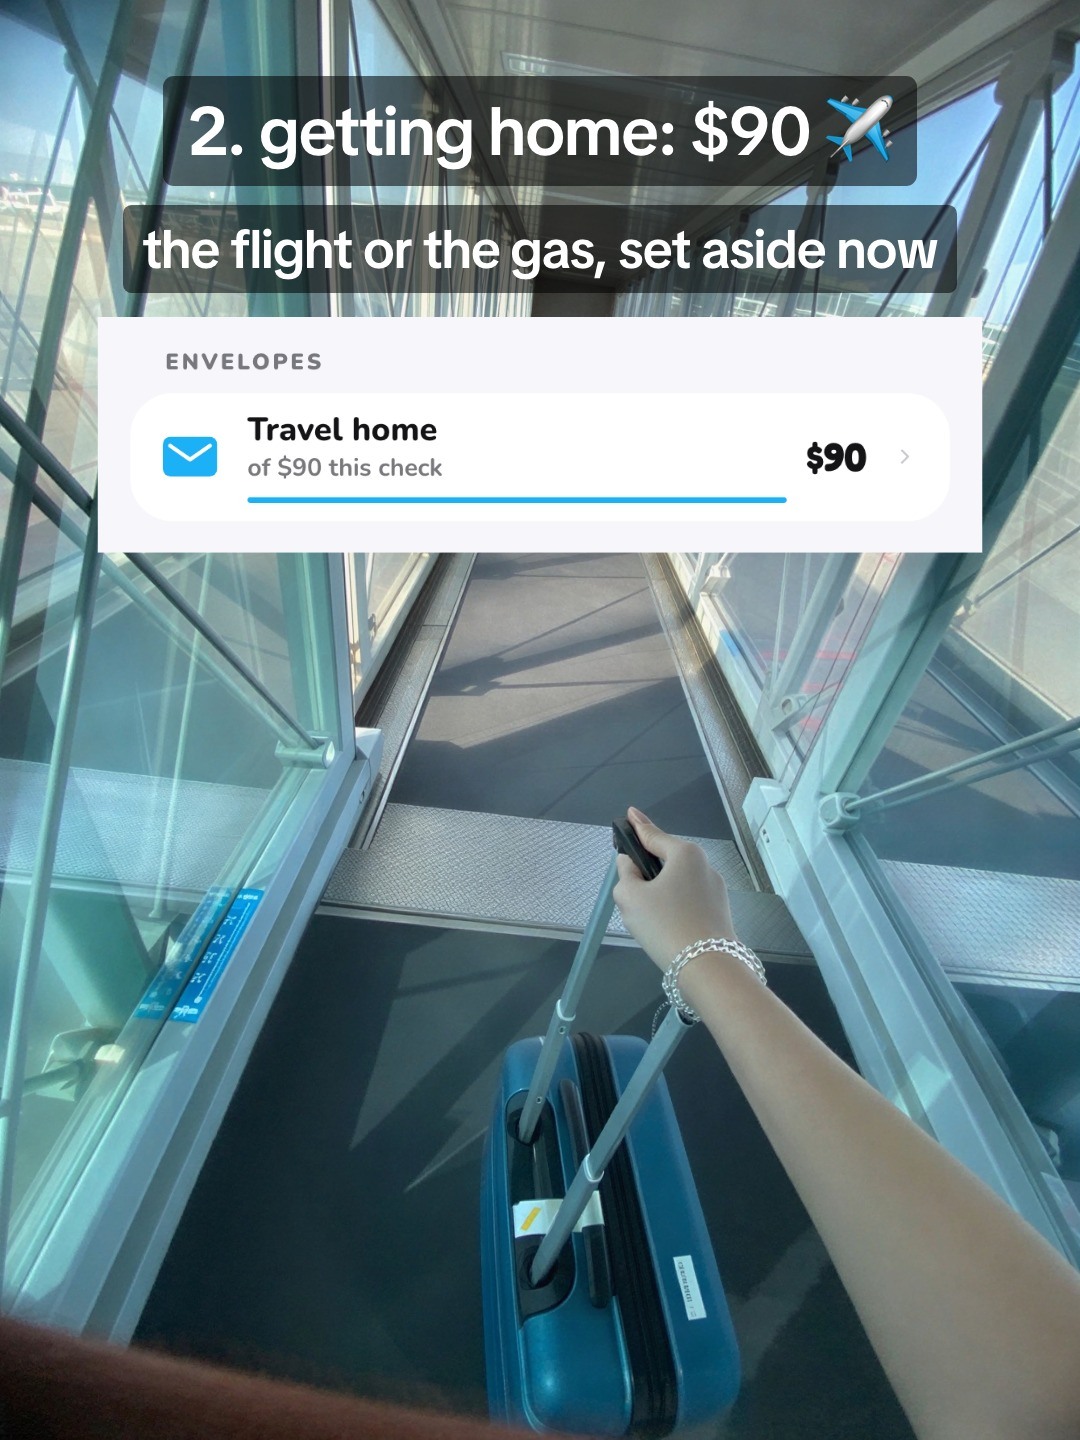 2. getting home: $90 ✈️
the flight or the gas, set aside now
ENVELOPES
Travel home
of $90 this check
$90